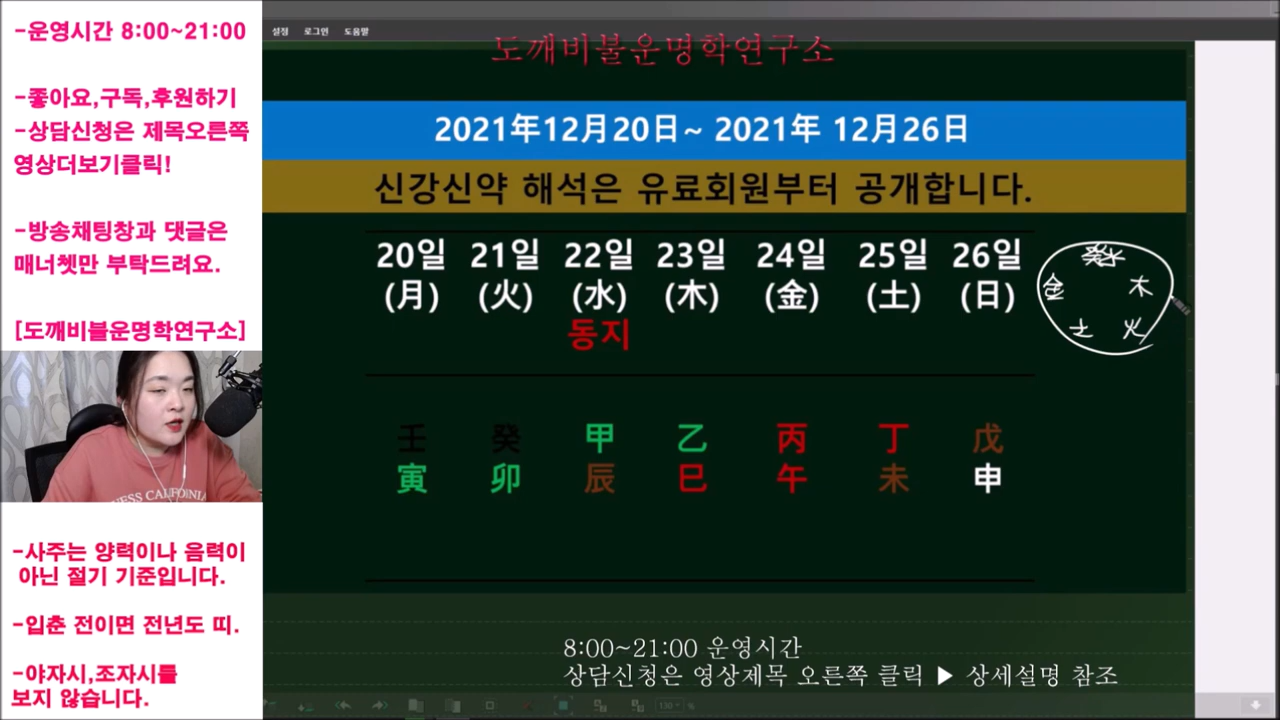 -운영시간 8:00~21:00
-좋아요,구독,후원하기
-상담신청은 제목오른쪽
영상더보기클릭!
-방송채팅창과 댓글은
매너쳇만 부탁드려요.
[도깨비불운명학연구소]
NESS CALIFORNIA
-사주는 양력이나 음력이
아닌 절기 기준입니다.
-입춘 전이면 전년도 띠.
-야자시,조자시를
보지 않습니다.
설정 로그인 도움말
도깨비불운명학연구소
2021年12月20日~ 2021年 12月26日
신강신약 해석은 유료회원부터 공개합니다.
20일 21일 22일 23일 24일 25일 26일
(月) (火) (水) (木) (金) (土) (日)
동지
癸水
金 木
土 火
壬 癸 甲 乙 丙 丁 戊
寅 卯 辰 巳 午 未 申
8:00~21:00 운영시간
상담신청은 영상제목 오른쪽 클릭 ▶ 상세설명 참조
130 %